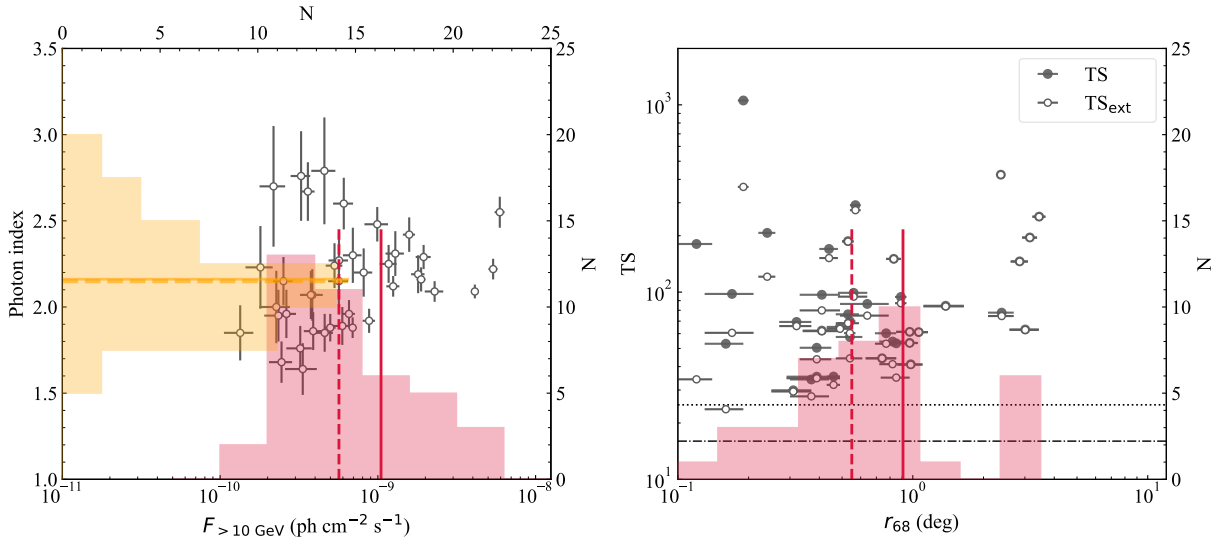 N
0 5 10 15 20 25
3.5
3.0
2.5
2.0
1.5
1.0
Photon index
25
20
15
10
5
0
N
10⁻¹¹ 10⁻¹⁰ 10⁻⁹ 10⁻⁸
F>10 GeV (ph cm⁻² s⁻¹)
TS
TSext
10³
10²
10¹
TS
25
20
15
10
5
0
N
10⁻¹ 10⁰ 10¹
r68 (deg)